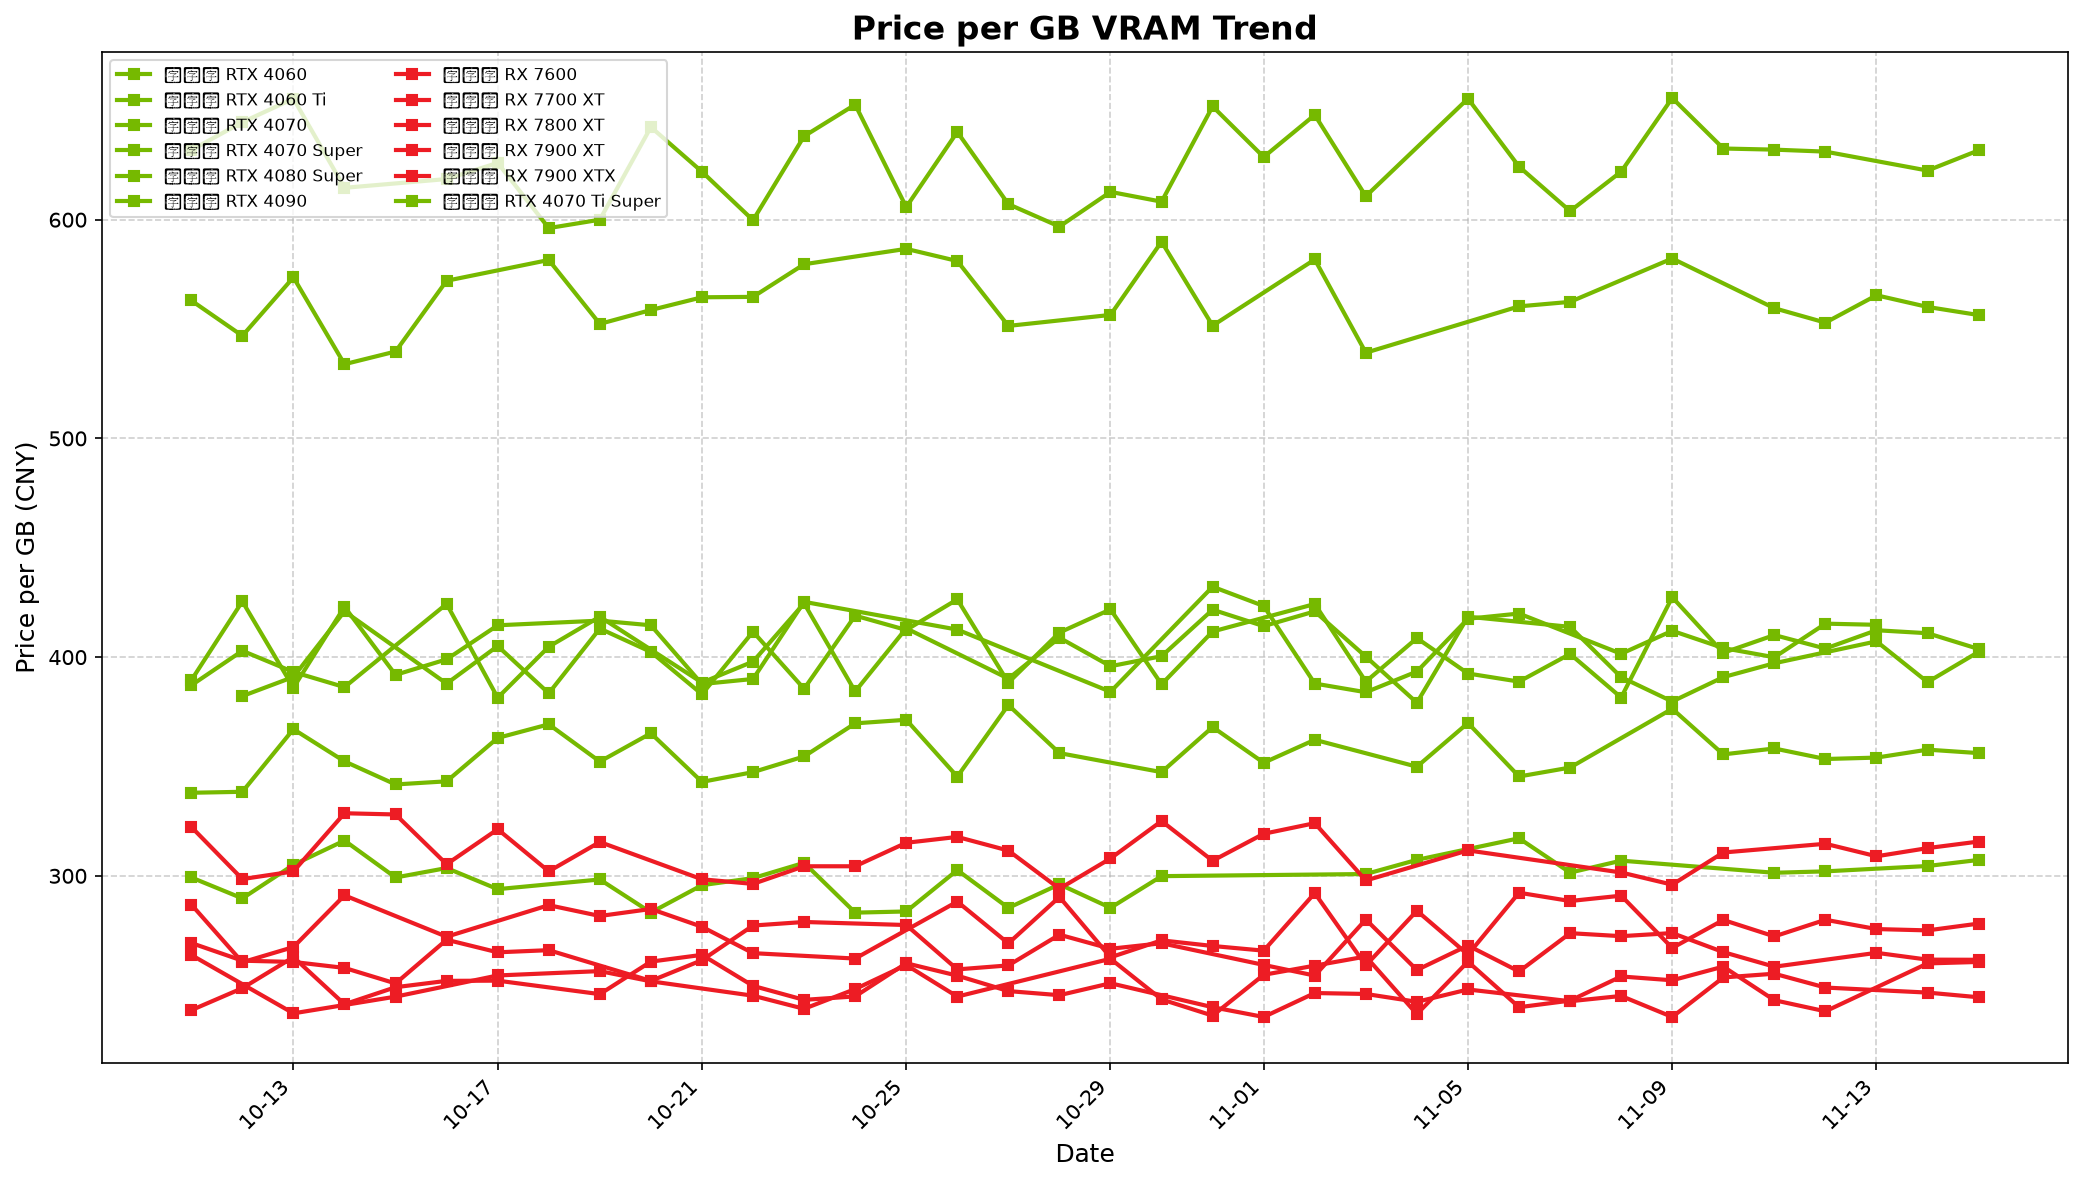 Price per GB VRAM Trend
RTX 4060
RTX 4060 Ti
RTX 4070
RTX 4070 Super
RTX 4080 Super
RTX 4090
RX 7600
RX 7700 XT
RX 7800 XT
RX 7900 XT
RX 7900 XTX
RTX 4070 Ti Super
Price per GB (CNY)
600
500
400
300
10-13
10-17
10-21
10-25
10-29
11-01
11-05
11-09
11-13
Date